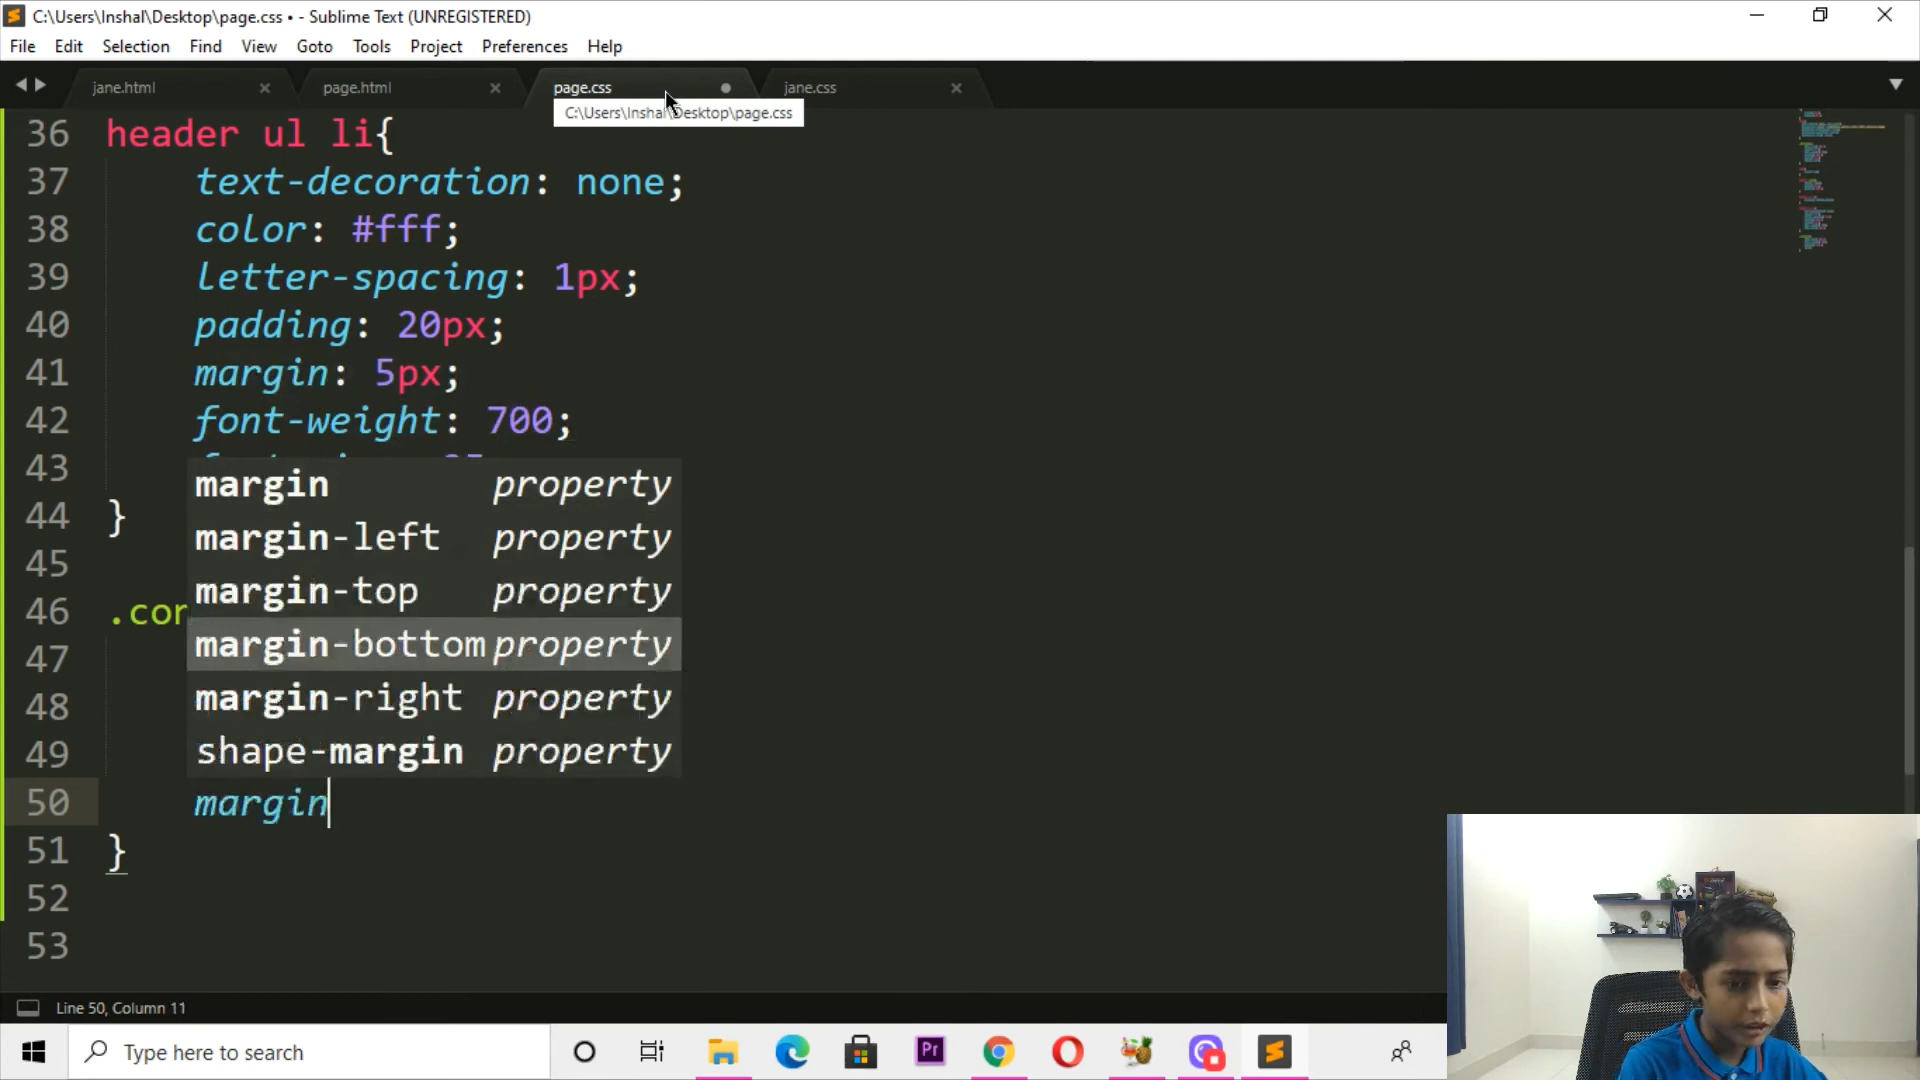 C:\Users\Inshal\Desktop\page.css • - Sublime Text (UNREGISTERED)
File Edit Selection Find View Goto Tools Project Preferences Help
jane.html page.html page.css jane.css
C:\Users\Inshal\Desktop\page.css
36 header ul li{
37 text-decoration: none;
38 color: #fff;
39 letter-spacing: 1px;
40 padding: 20px;
41 margin: 5px;
42 font-weight: 700;
43
margin property
44 }
margin-left property
45
margin-top property
46 .con
margin-bottom property
47
48 margin-right property
49 shape-margin property
50 margin
51 }
52
53
Line 50, Column 11
Type here to search
Pr